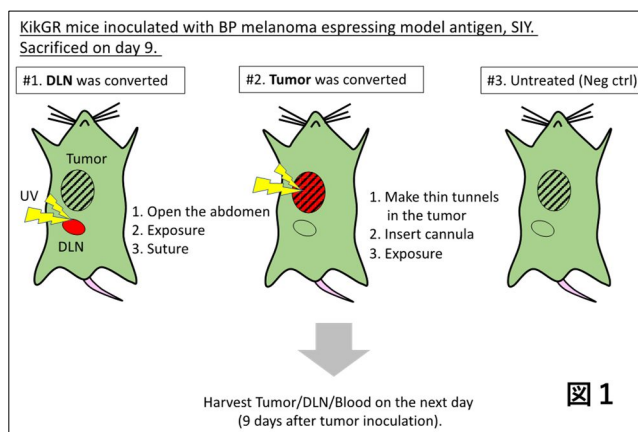 KikGR mice inoculated with BP melanoma espressing model antigen, SIY.
Sacrificed on day 9.
#1. DLN was converted
#2. Tumor was converted
#3. Untreated (Neg ctrl)
Tumor
UV
DLN
1. Open the abdomen
2. Exposure
3. Suture
1. Make thin tunnels
in the tumor
2. Insert cannula
3. Exposure
Harvest Tumor/DLN/Blood on the next day
(9 days after tumor inoculation).
図 1